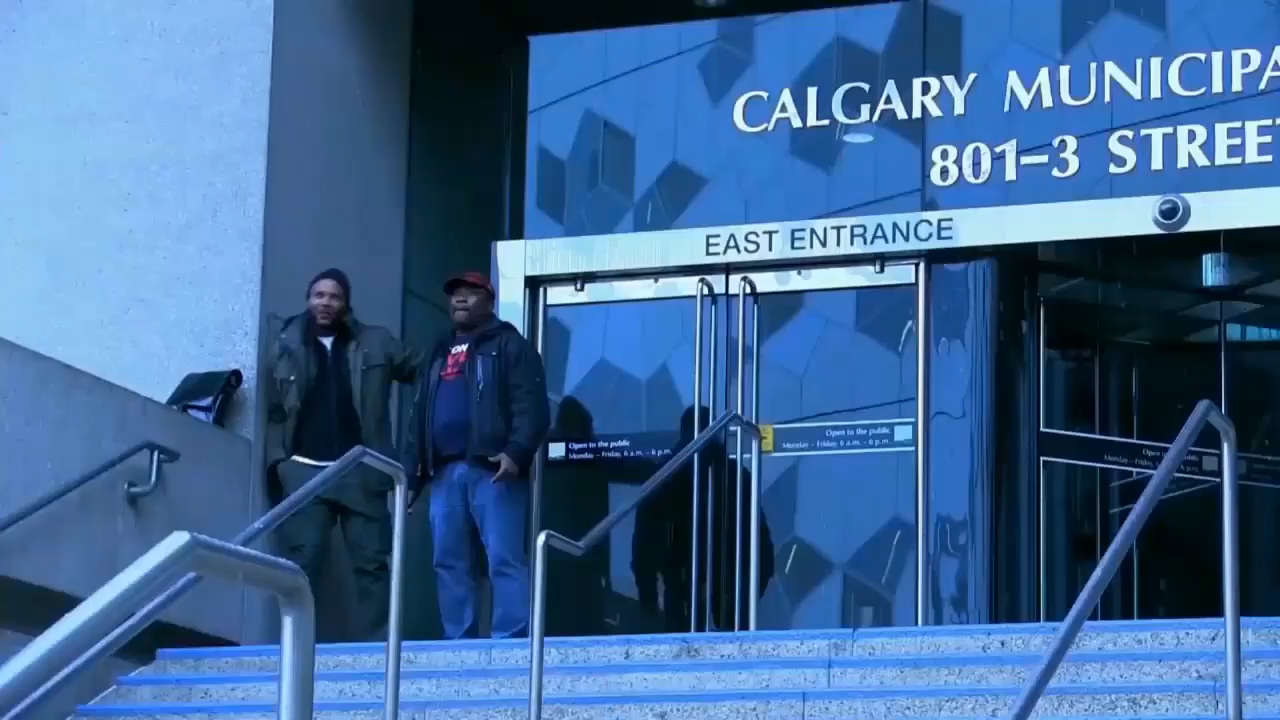 CALGARY MUNICIPA
801-3 STREET
EAST ENTRANCE
Open to the public
Monday - Friday, 6 a.m. - 6 p.m.
Open to the public
Monday - Friday, 6 a.m. - 6 p.m.